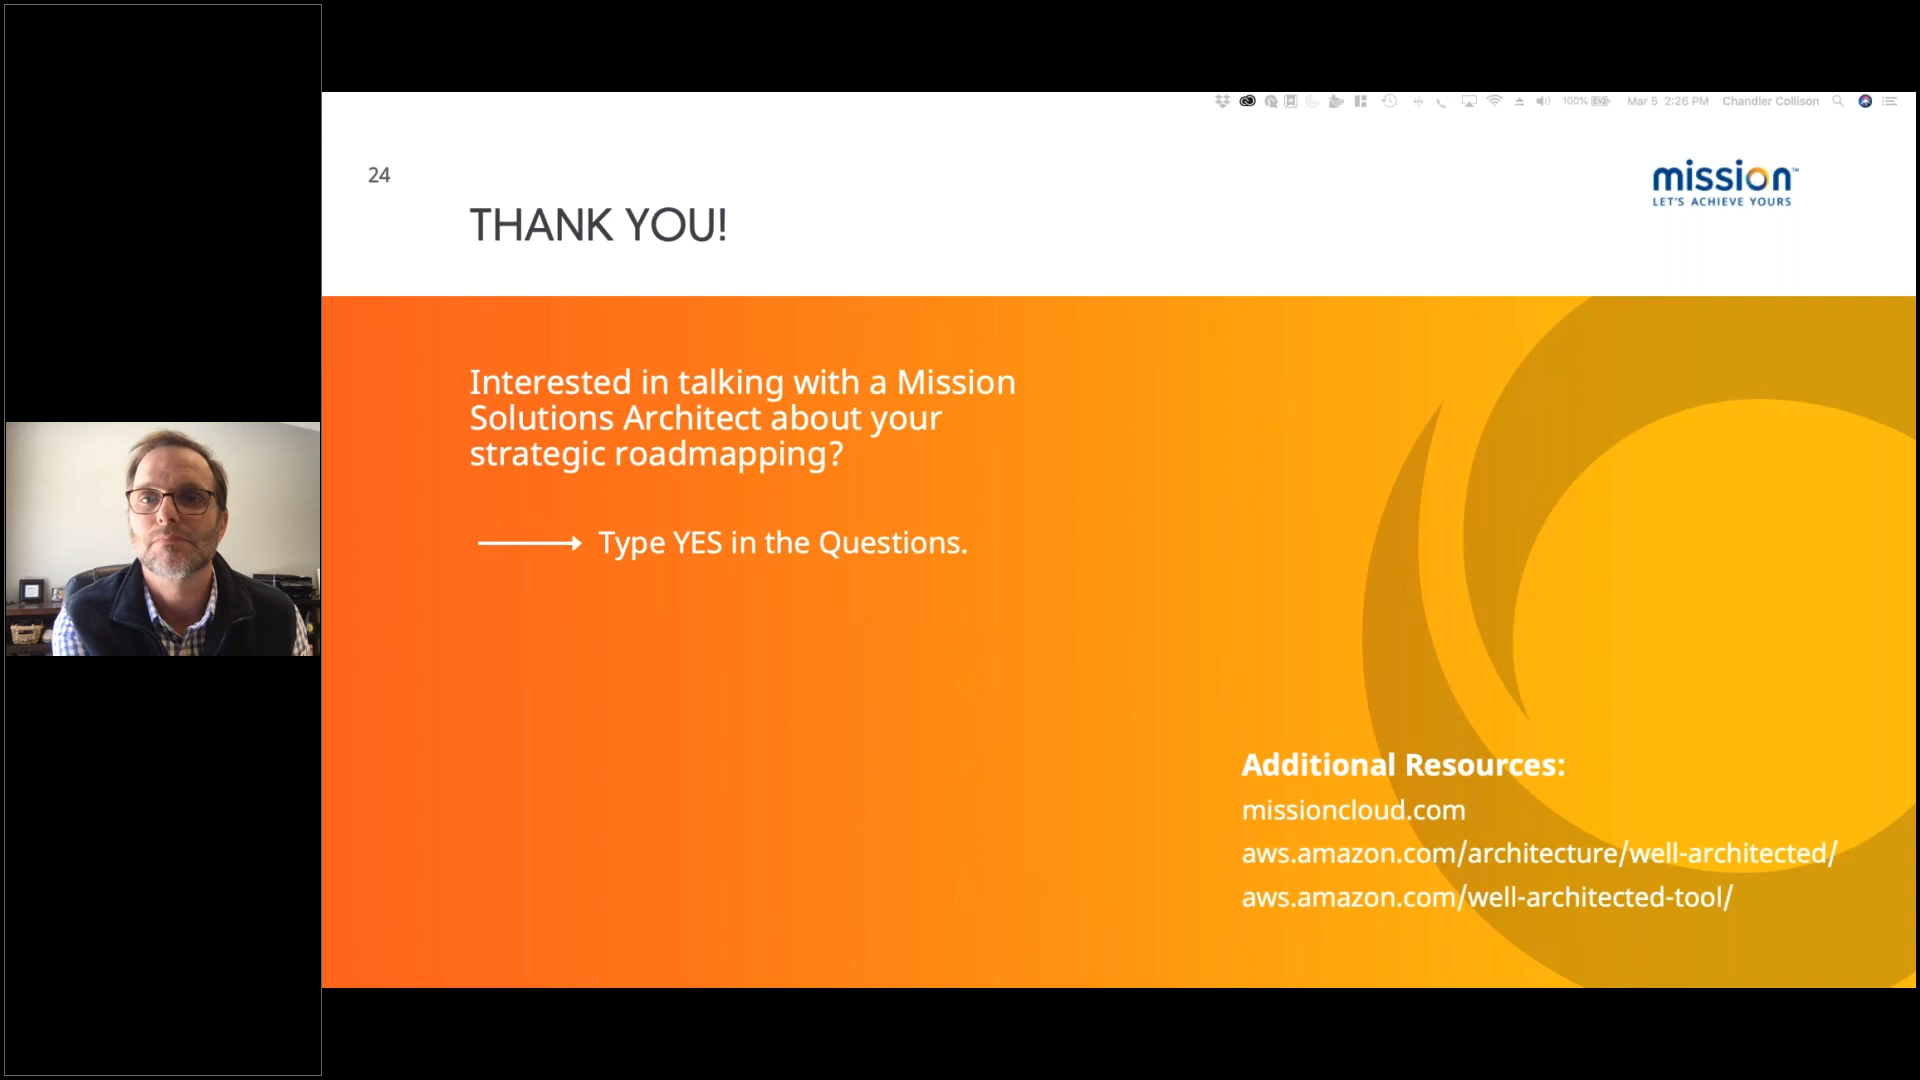 100% Mar 5 2:26 PM Chandler Collison
24
mission™
LET'S ACHIEVE YOURS
THANK YOU!
Interested in talking with a Mission
Solutions Architect about your
strategic roadmapping?
Type YES in the Questions.
Additional Resources:
missioncloud.com
aws.amazon.com/architecture/well-architected/
aws.amazon.com/well-architected-tool/